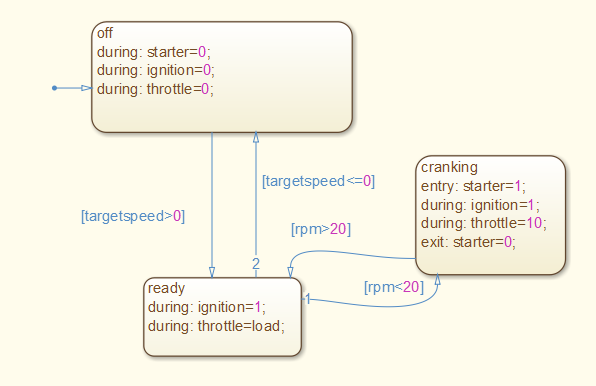 off
during: starter=0;
during: ignition=0;
during: throttle=0;
cranking
entry: starter=1;
during: ignition=1;
during: throttle=10;
exit: starter=0;
[targetspeed<=0]
[targetspeed>0]
[rpm>20]
2
ready
during: ignition=1;
during: throttle=load;
1
[rpm<20]